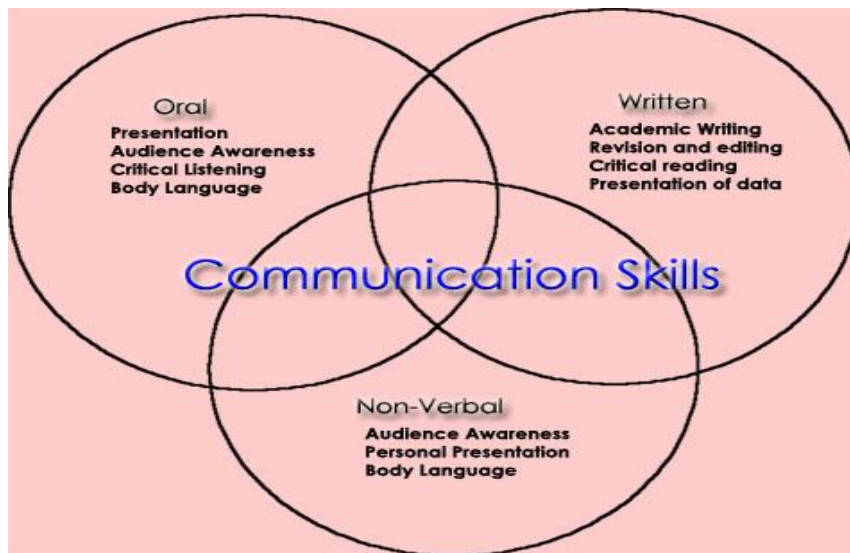 Oral
Presentation
Audience Awareness
Critical Listening
Body Language
Written
Academic Writing
Revision and editing
Critical reading
Presentation of data
Communication Skills
Non-Verbal
Audience Awareness
Personal Presentation
Body Language